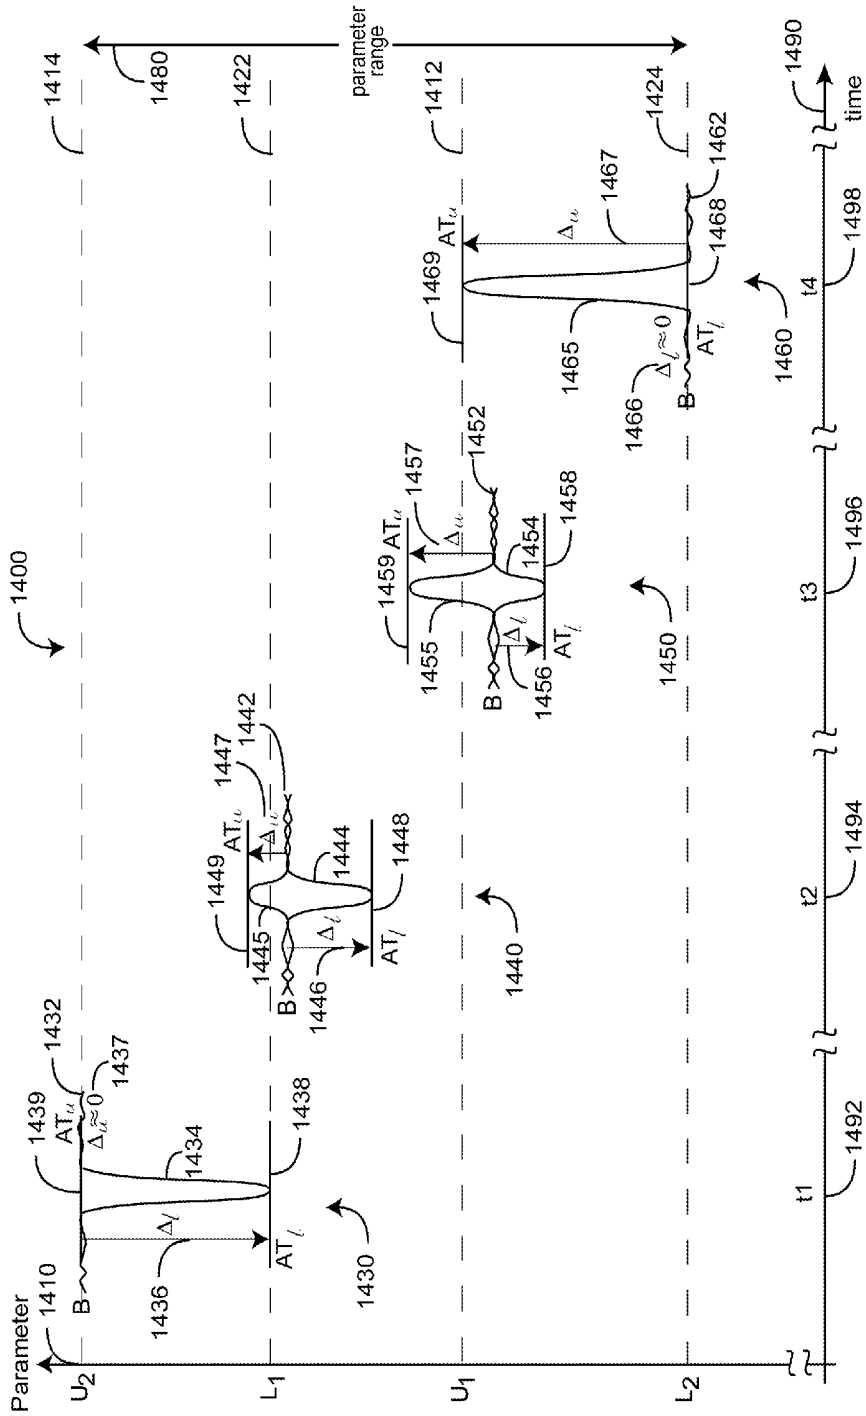 1400
Parameter
1410
U2
L1
U1
L2
1414
1422
1412
1424
1480
parameter
range
1490
time
B
1436
Δl
ATl
1438
1434
1439
ATu
Δu≈0
1432
1437
1430
B
1446
Δl
ATl
1448
1444
1445
1449
ATu
Δu
1447
1442
1440
B
1456
Δl
ATl
1458
1454
1455
1459
ATu
Δu
1457
1452
1450
B
1466
Δl≈0
ATl
1468
1465
1469
ATu
Δu
1467
1462
1460
t1
1492
t2
1494
t3
1496
t4
1498